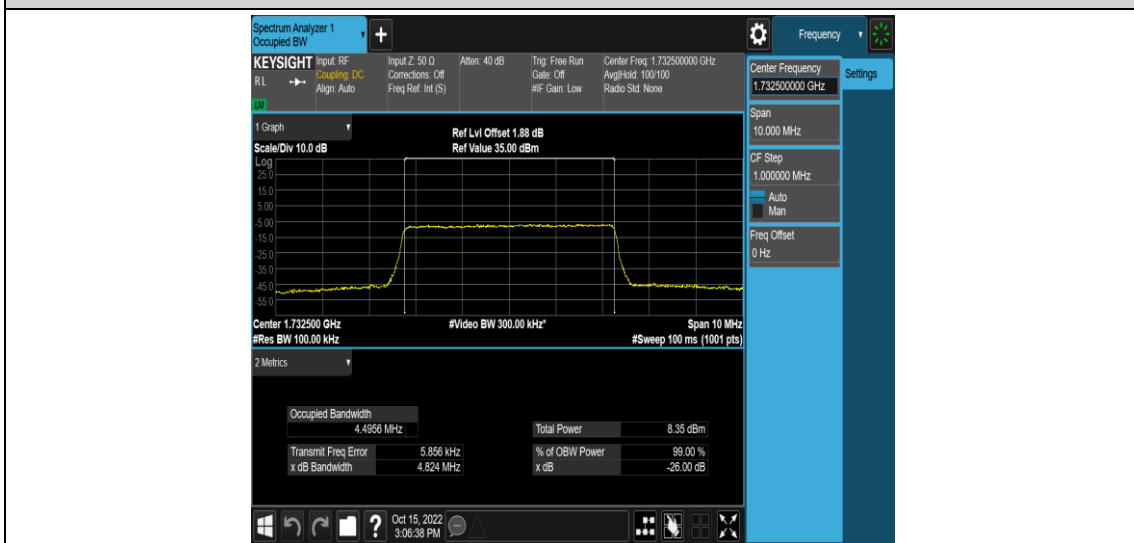 Spectrum Analyzer 1
Occupied BW
+
Frequency
KEYSIGHT Input: RF Input Z: 50 Ω Atten: 40 dB Trig: Free Run Center Freq: 1.732500000 GHz
RL Coupling: DC Corrections: Off Gate: Off Avg|Hold: 100/100
Align: Auto Freq Ref: Int (S) #IF Gain: Low Radio Std: None
LXI
Center Frequency
1.732500000 GHz
Settings
Span
10.000 MHz
CF Step
1.000000 MHz
Auto
Man
Freq Offset
0 Hz
1 Graph
Ref Lvl Offset 1.88 dB
Scale/Div 10.0 dB Ref Value 35.00 dBm
Log
25.0
15.0
5.00
-5.00
-15.0
-25.0
-35.0
-45.0
-55.0
Center 1.732500 GHz #Video BW 300.00 kHz* Span 10 MHz
#Res BW 100.00 kHz #Sweep 100 ms (1001 pts)
2 Metrics
Occupied Bandwidth
4.4956 MHz Total Power 8.35 dBm
Transmit Freq Error 5.856 kHz % of OBW Power 99.00 %
x dB Bandwidth 4.824 MHz x dB -26.00 dB
? Oct 15, 2022
3:06:38 PM